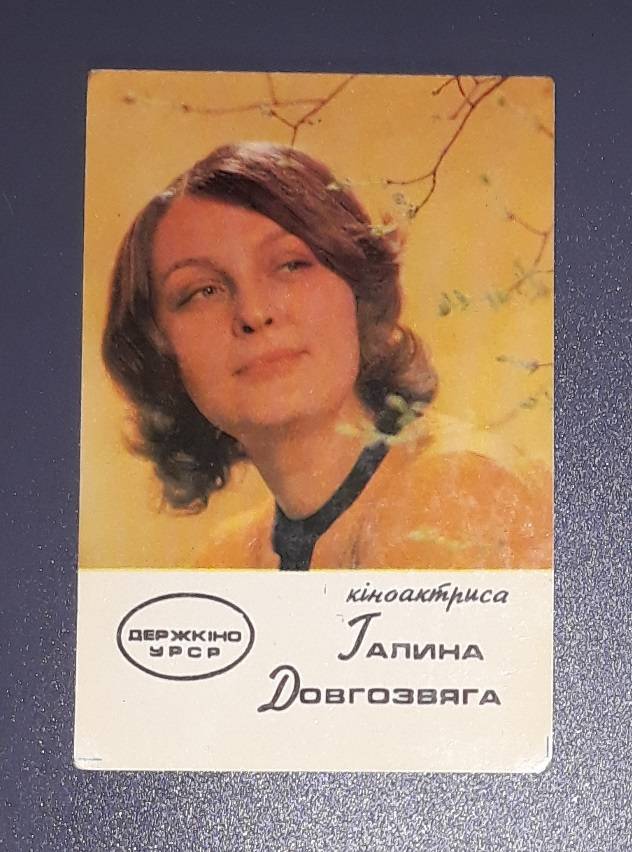 кіноактриса
Галина
Довгозвяга
ДЕРЖКІНО
УРСР